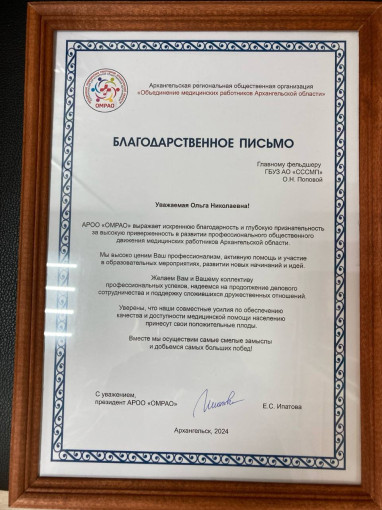 ОМРАО
Архангельская региональная общественная организация
«Объединение медицинских работников Архангельской области»
БЛАГОДАРСТВЕННОЕ ПИСЬМО
Главному фельдшеру
ГБУЗ АО «СССМП»
О.Н. Поповой
Уважаемая Ольга Николаевна!
АРОО «ОМРАО» выражает искреннюю благодарность и глубокую признательность
за высокую приверженность в развитии профессионального общественного
движения медицинских работников Архангельской области.
Мы высоко ценим Ваш профессионализм, активную помощь и участие
в образовательных мероприятиях, развитии новых начинаний и идей.
Желаем Вам и Вашему коллективу
профессиональных успехов, надеемся на продолжение делового
сотрудничества и поддержку сложившихся дружественных отношений.
Уверены, что наши совместные усилия по обеспечению
качества и доступности медицинской помощи населению
принесут свои положительные плоды.
Вместе мы осуществим самые смелые замыслы
и добьемся самых больших побед!
С уважением,
президент АРОО «ОМРАО»
Е.С. Ипатова
Архангельск, 2024